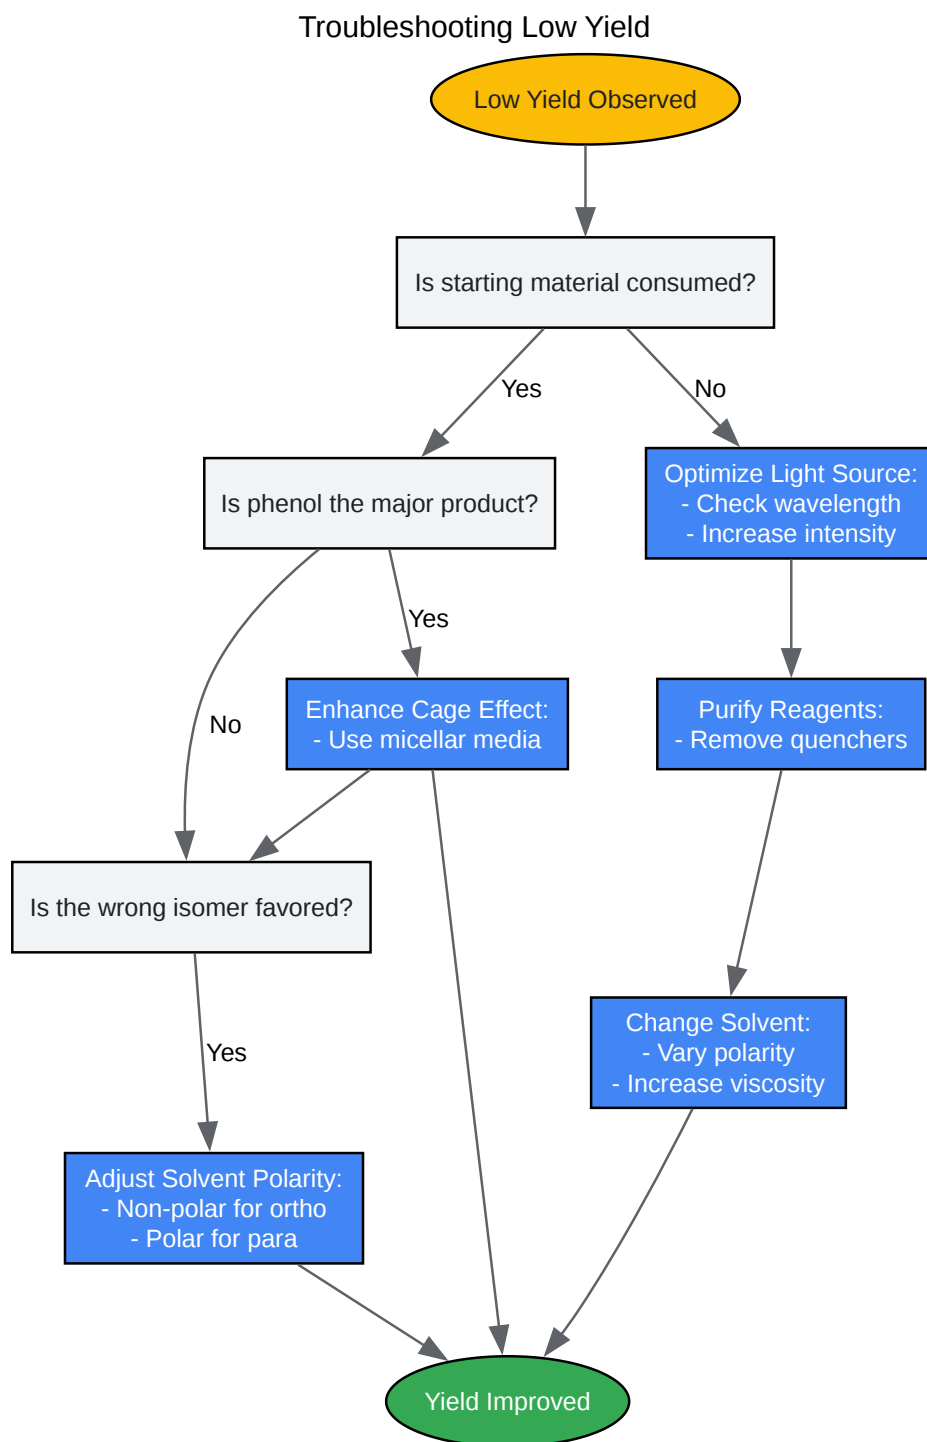 Troubleshooting Low Yield
Low Yield Observed
Is starting material consumed?
Yes
No
Is phenol the major product?
Optimize Light Source:
- Check wavelength
- Increase intensity
Yes
No
Enhance Cage Effect:
- Use micellar media
Purify Reagents:
- Remove quenchers
Is the wrong isomer favored?
Yes
Change Solvent:
- Vary polarity
- Increase viscosity
Adjust Solvent Polarity:
- Non-polar for ortho
- Polar for para
Yield Improved